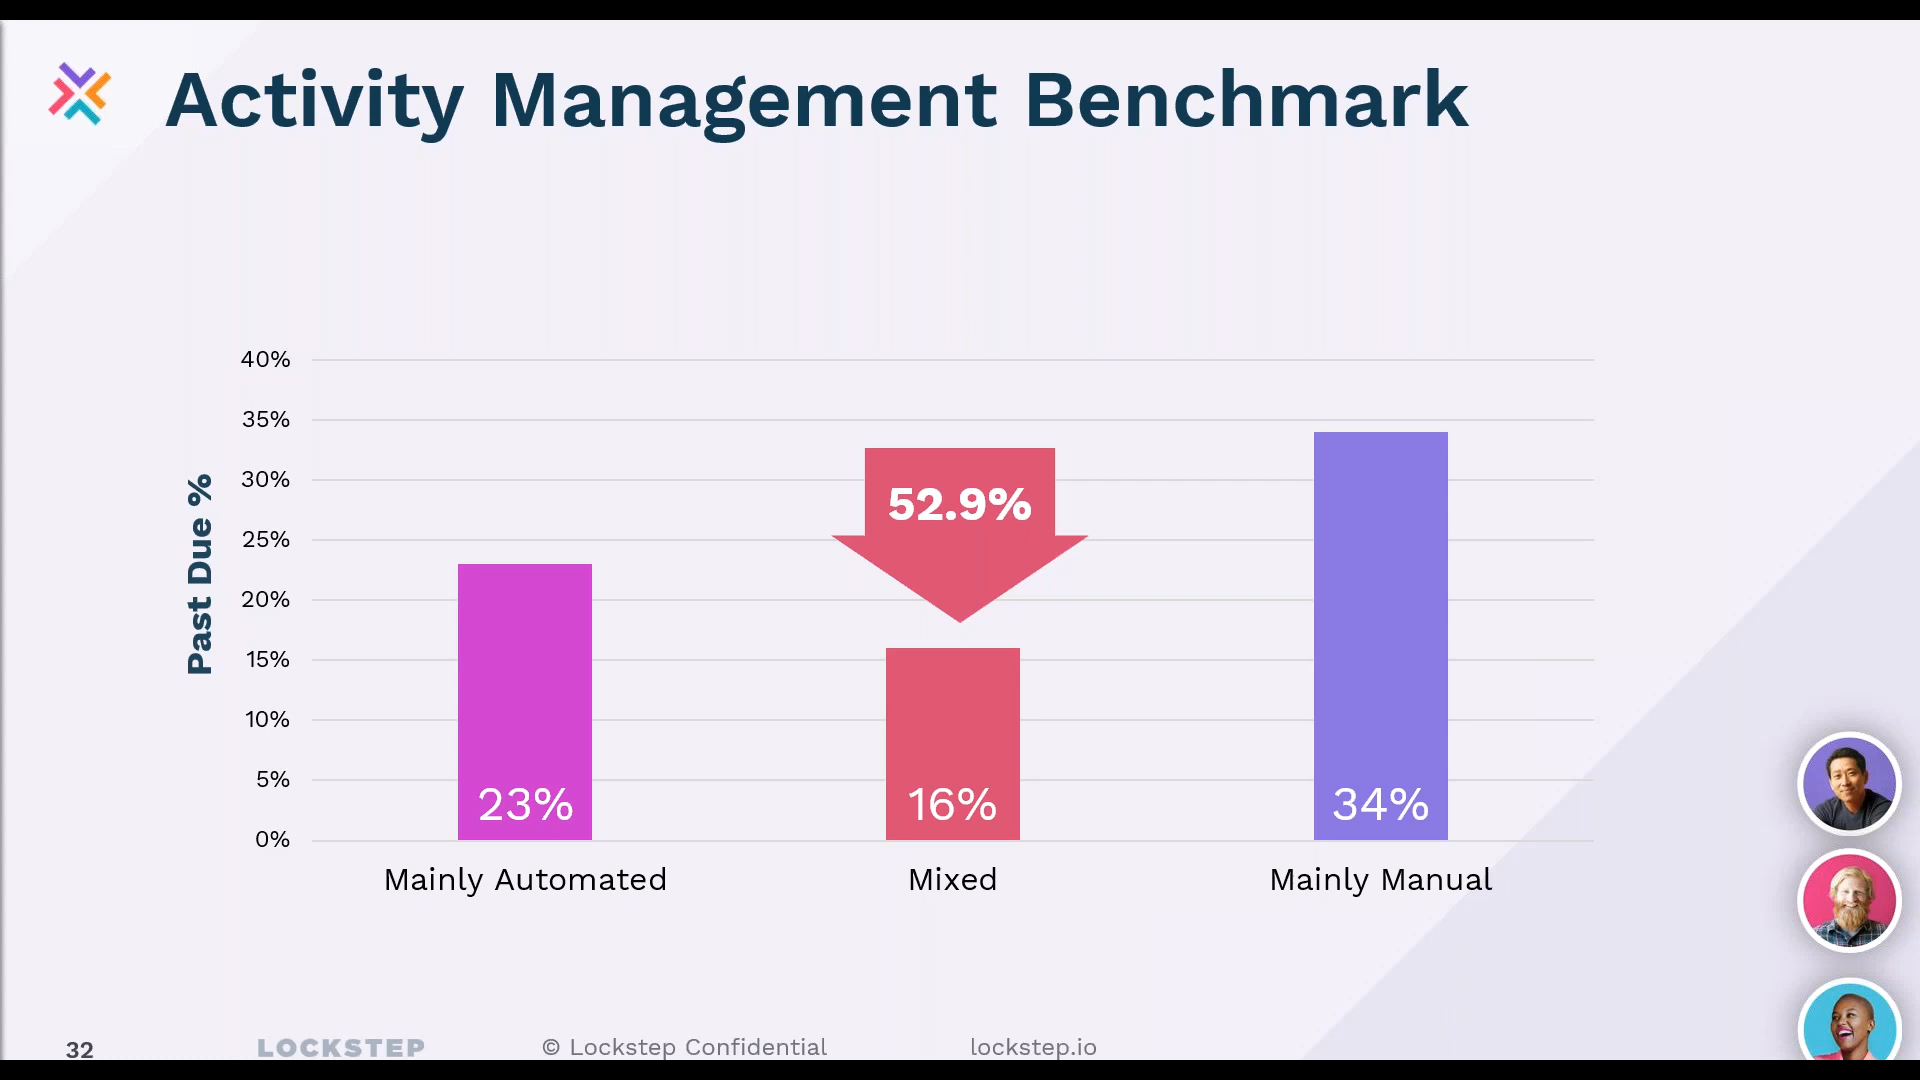 Activity Management Benchmark
40%
35%
30%
25%
20%
15%
10%
5%
0%
Past Due %
52.9%
23%
16%
34%
Mainly Automated
Mixed
Mainly Manual
32
LOCKSTEP
© Lockstep Confidential
lockstep.io